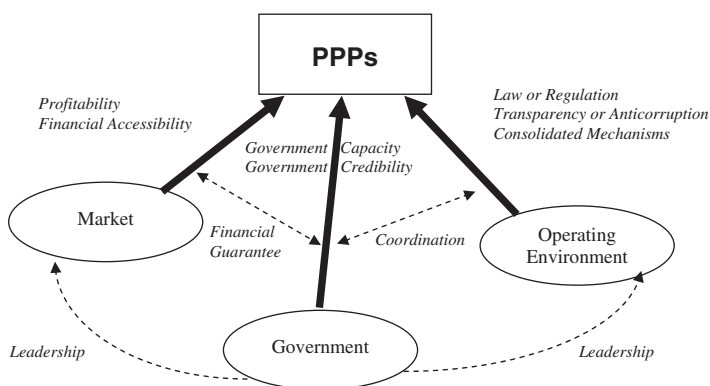 PPPs
Profitability
Financial Accessibility
Law or Regulation
Transparency or Anticorruption
Consolidated Mechanisms
Government Capacity
Government Credibility
Market
Financial
Guarantee
Coordination
Operating
Environment
Leadership
Government
Leadership